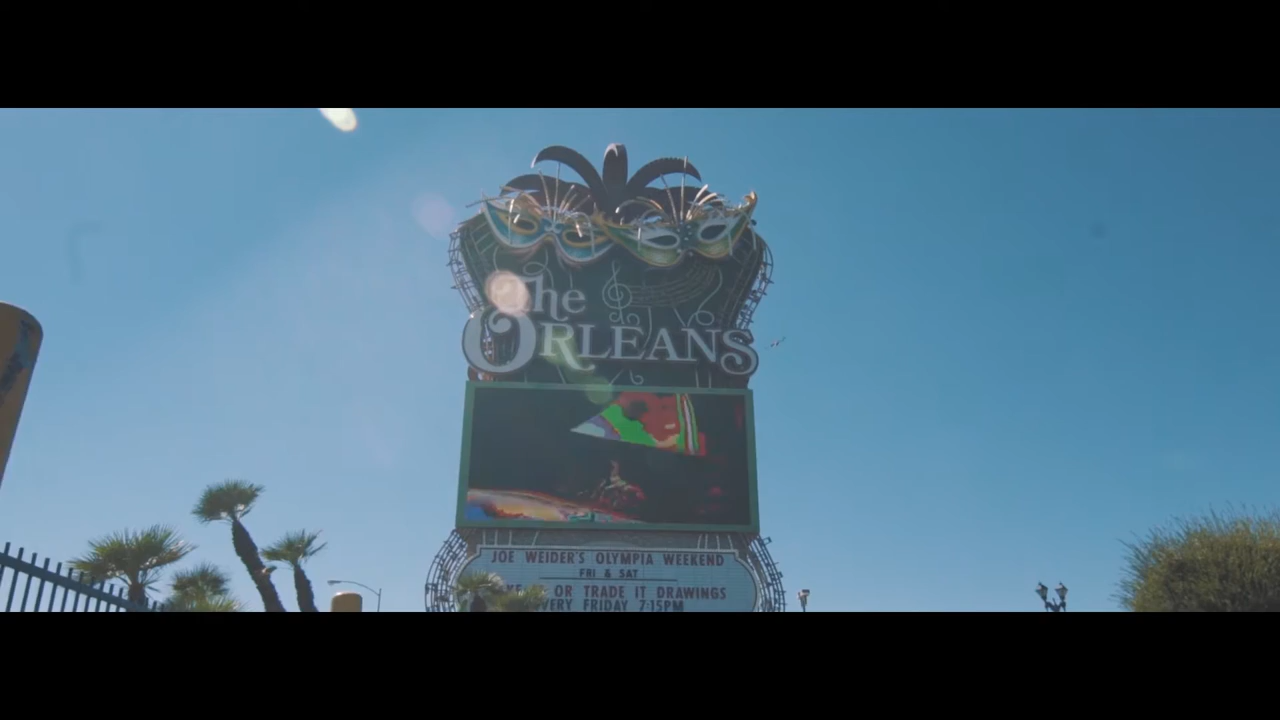 The
ORLEANS
JOE WEIDER'S OLYMPIA WEEKEND
FRI & SAT
OR TRADE IT DRAWINGS
FRIDAY 7:15PM